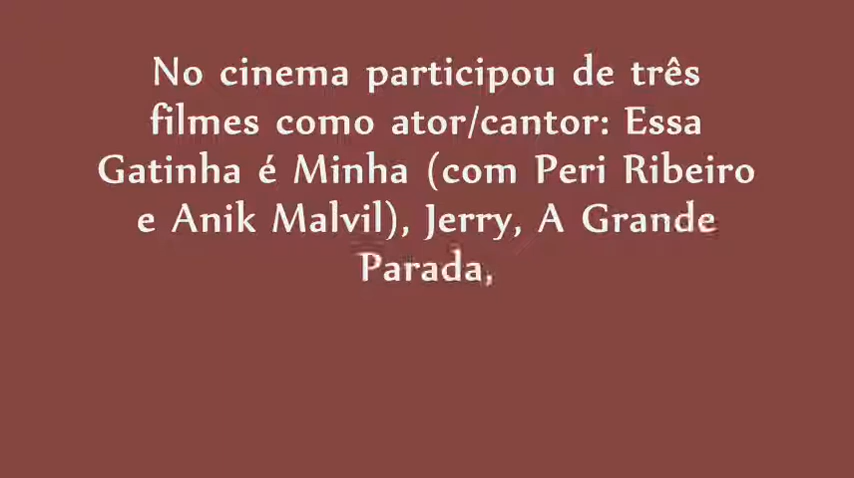 No cinema participou de três
filmes como ator/cantor: Essa
Gatinha é Minha (com Peri Ribeiro
e Anik Malvil), Jerry, A Grande
Parada,